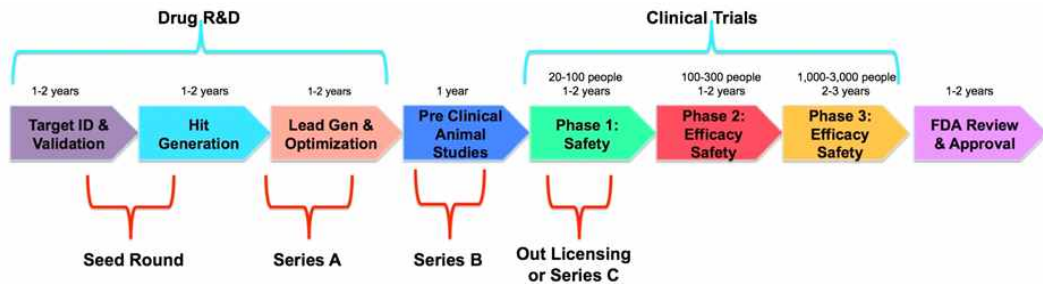 Drug R&D
Clinical Trials
1-2 years
1-2 years
1-2 years
1 year
20-100 people
1-2 years
100-300 people
1-2 years
1,000-3,000 people
2-3 years
1-2 years
Target ID &
Validation
Hit
Generation
Lead Gen &
Optimization
Pre Clinical
Animal
Studies
Phase 1:
Safety
Phase 2:
Efficacy
Safety
Phase 3:
Efficacy
Safety
FDA Review
& Approval
Seed Round
Series A
Series B
Out Licensing
or Series C